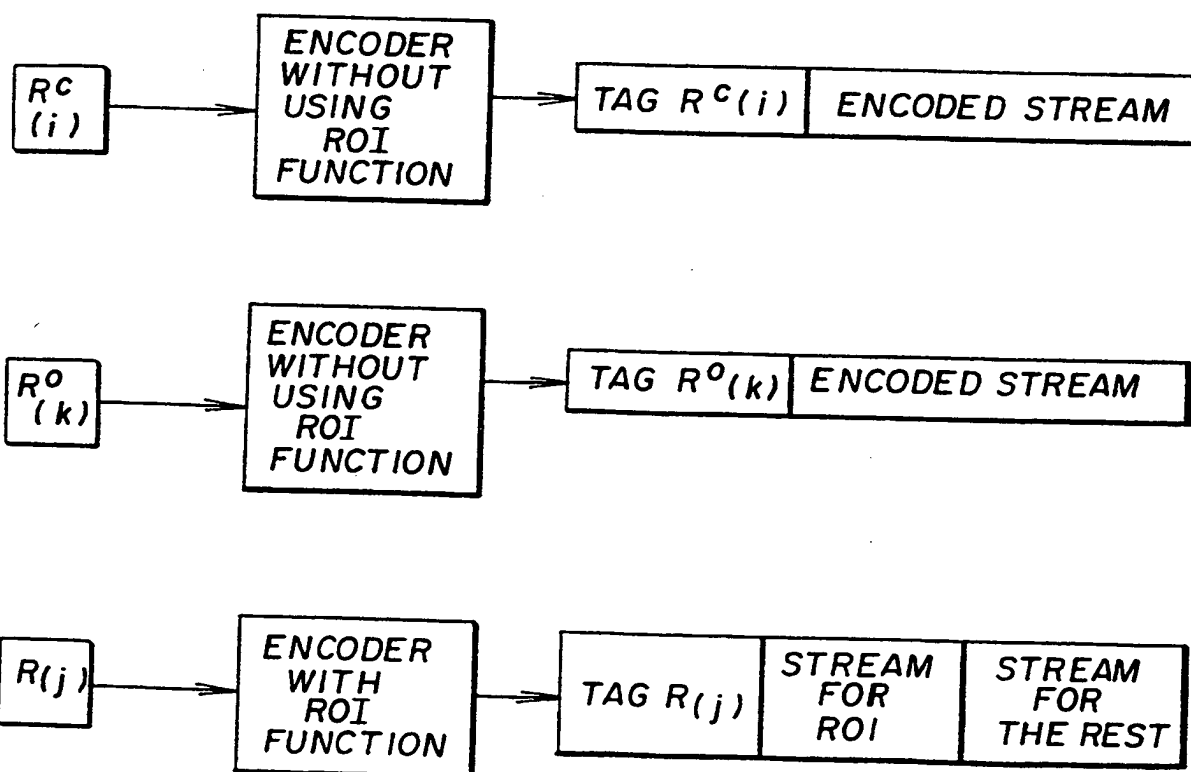 R^C
(i)
ENCODER
WITHOUT
USING
ROI
FUNCTION
TAG R^C(i)
ENCODED STREAM
R^O
(k)
ENCODER
WITHOUT
USING
ROI
FUNCTION
TAG R^O(k)
ENCODED STREAM
R(j)
ENCODER
WITH
ROI
FUNCTION
TAG R(j)
STREAM
FOR
ROI
STREAM
FOR
THE REST